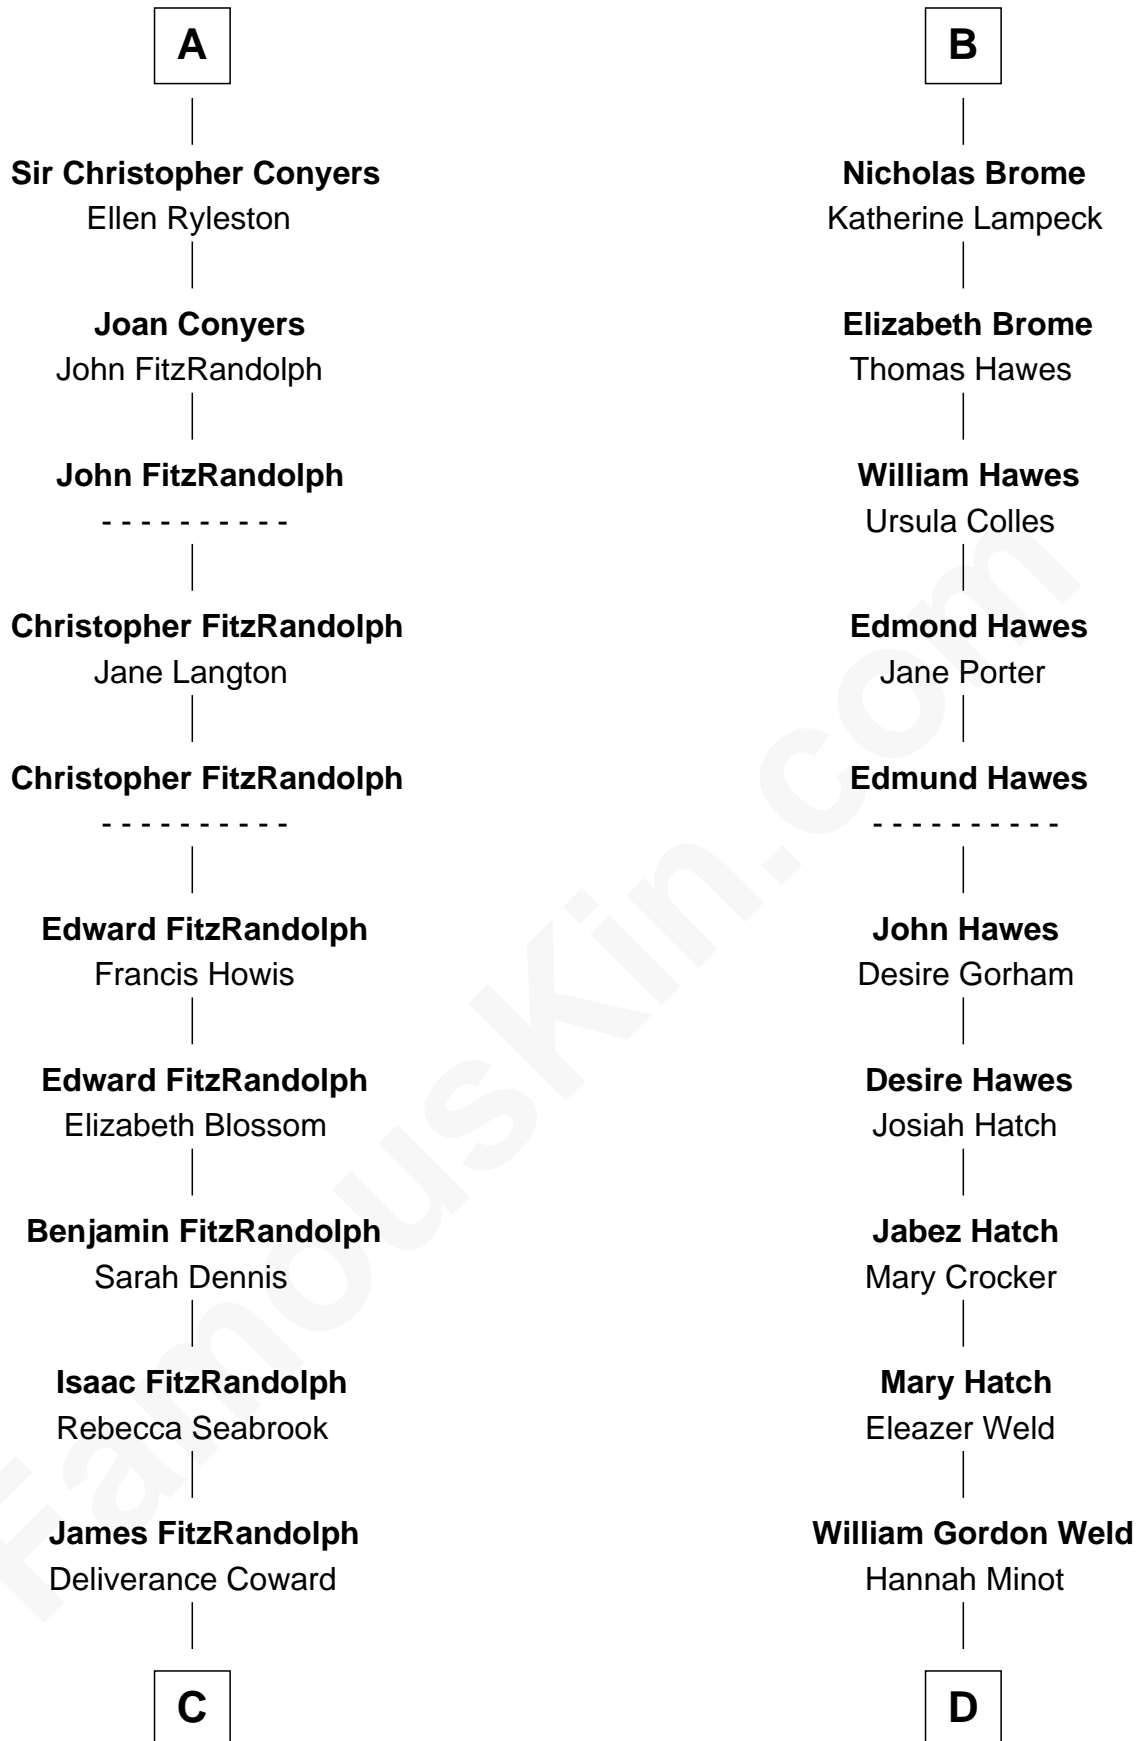 A
Sir Christopher Conyers
Ellen Ryleston
Joan Conyers
John FitzRandolph
John FitzRandolph
- - - - - - - - - -
Christopher FitzRandolph
Jane Langton
Christopher FitzRandolph
- - - - - - - - - -
Edward FitzRandolph
Francis Howis
Edward FitzRandolph
Elizabeth Blossom
Benjamin FitzRandolph
Sarah Dennis
Isaac FitzRandolph
Rebecca Seabrook
James FitzRandolph
Deliverance Coward
C
B
Nicholas Brome
Katherine Lampeck
Elizabeth Brome
Thomas Hawes
William Hawes
Ursula Colles
Edmond Hawes
Jane Porter
Edmund Hawes
- - - - - - - - - -
John Hawes
Desire Gorham
Desire Hawes
Josiah Hatch
Jabez Hatch
Mary Crocker
Mary Hatch
Eleazer Weld
William Gordon Weld
Hannah Minot
D
FamousKin.com